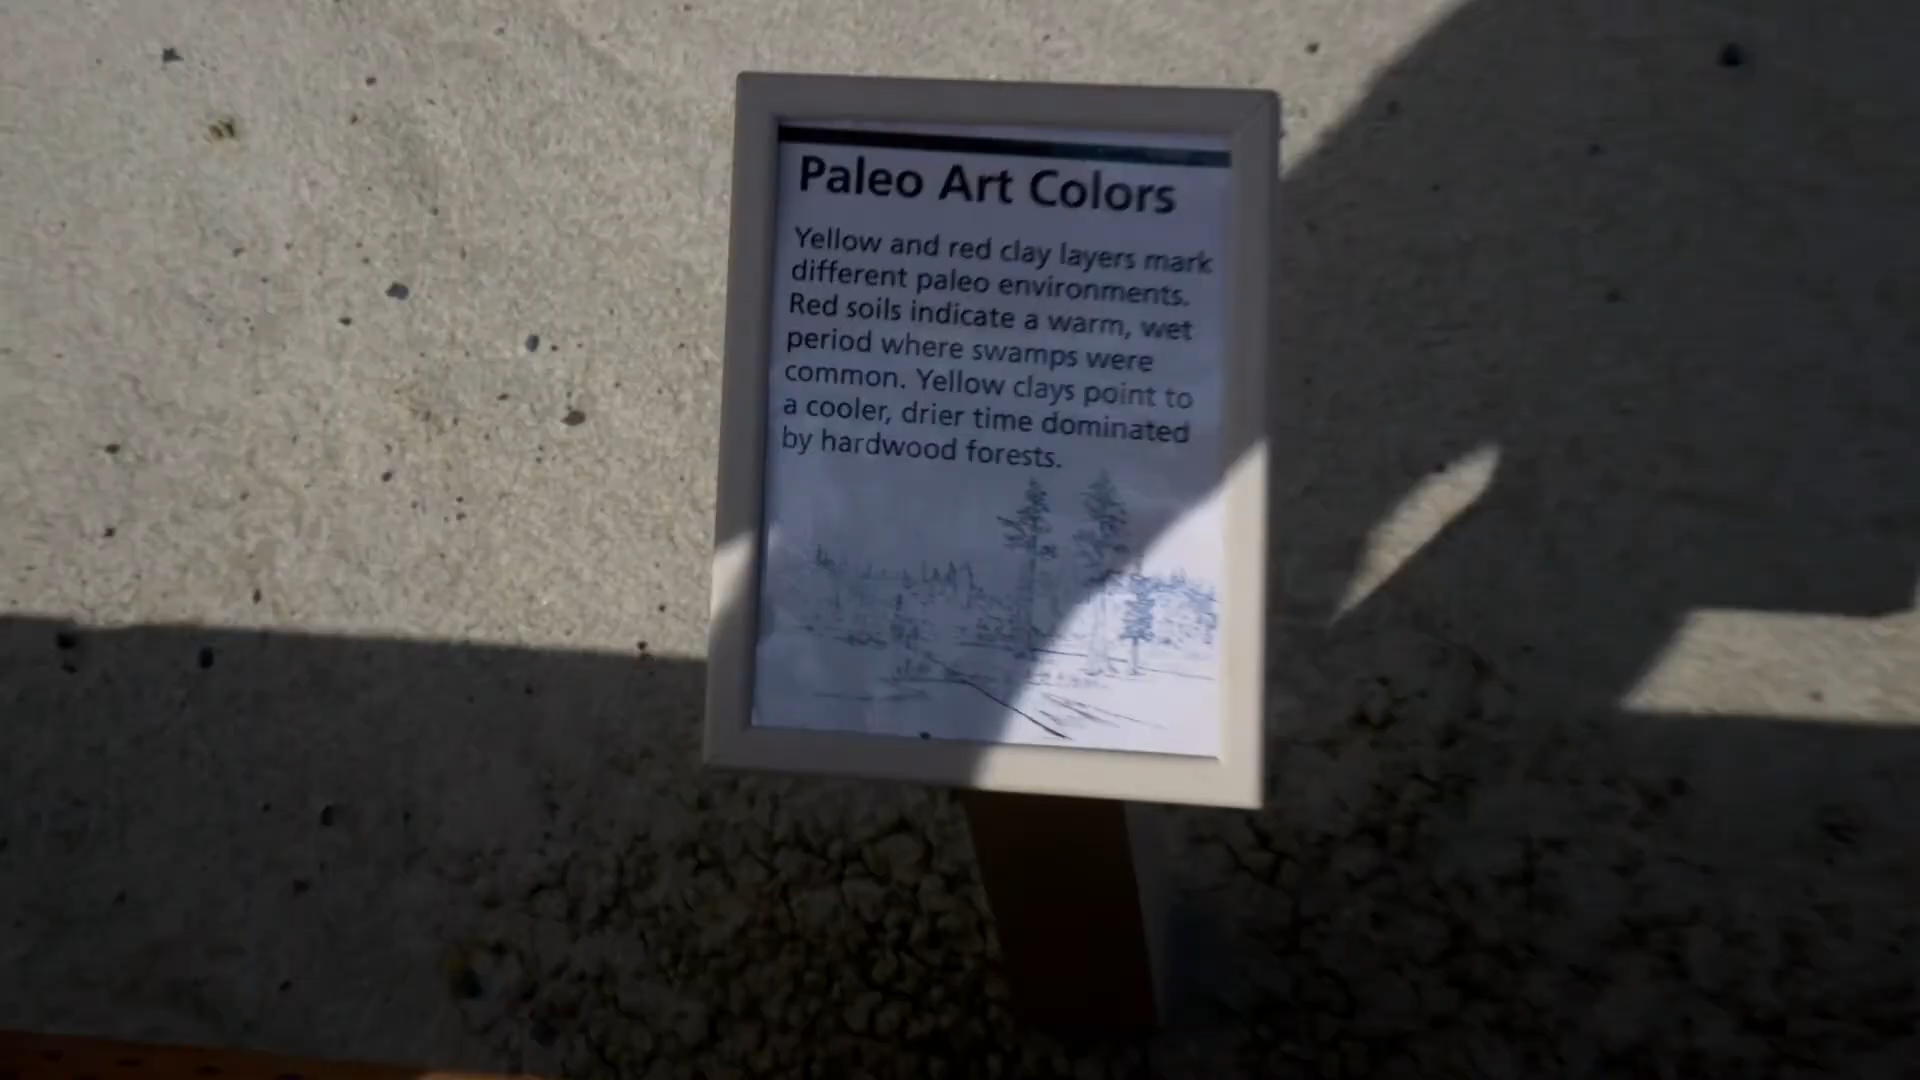 Paleo Art Colors
Yellow and red clay layers mark
different paleo environments.
Red soils indicate a warm, wet
period where swamps were
common. Yellow clays point to
a cooler, drier time dominated
by hardwood forests.